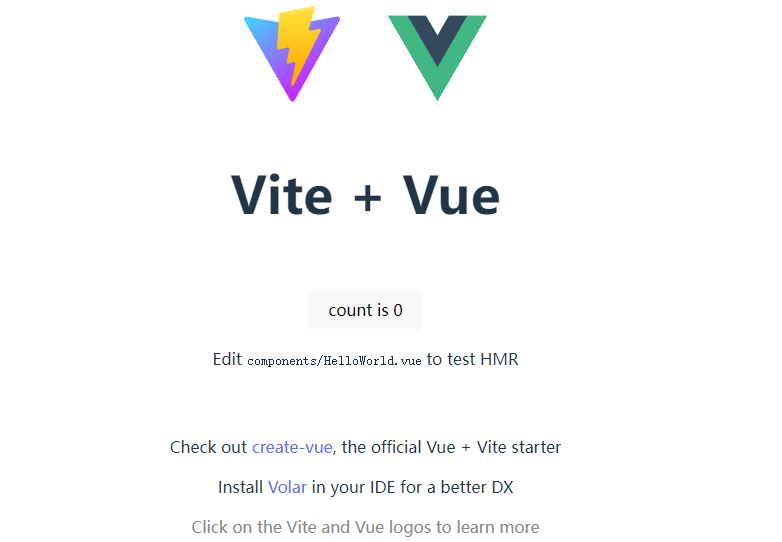 Vite + Vue
count is 0
Edit components/HelloWorld.vue to test HMR
Check out create-vue, the official Vue + Vite starter
Install Volar in your IDE for a better DX
Click on the Vite and Vue logos to learn more